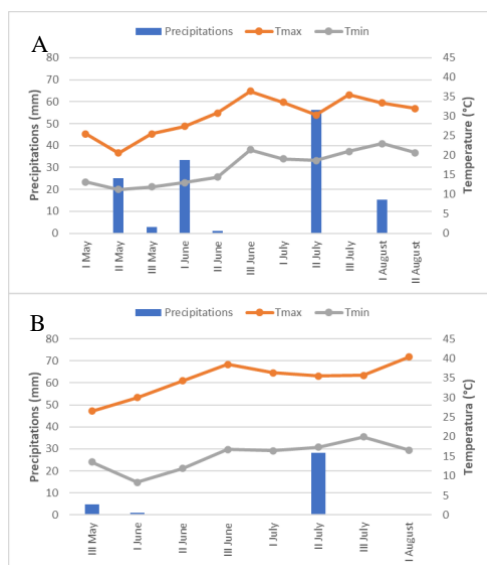 A
Precipitations Tmax Tmin
80 70 60 50 40 30 20 10 0
Precipitations (mm)
45 40 35 30 25 20 15 10 5 0
Temperature (°C)
I May II May III May I June II June III June I July II July III July I August II August
B
Precipitations Tmax Tmin
80 70 60 50 40 30 20 10 0
Precipitations (mm)
45 40 35 30 25 20 15 10 5 0
Temperatura (°C)
III May I June II June III June I July II July III July I August